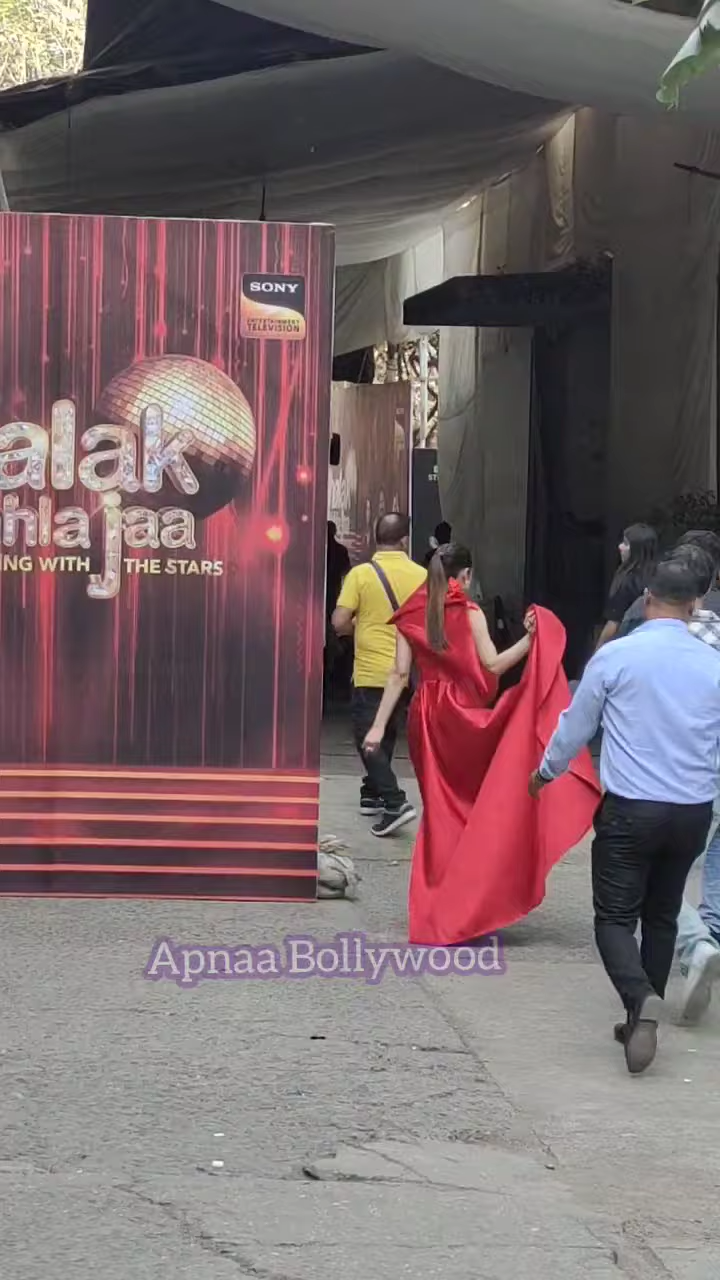 SONY
ENTERTAINMENT
TELEVISION
alak
hla jaa
ING WITH THE STARS
Apnaa Bollywood